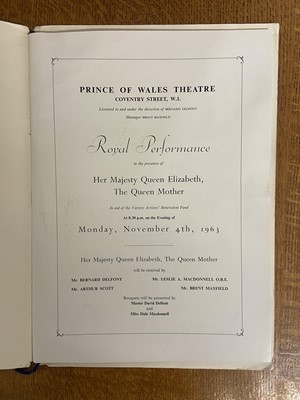 PRINCE OF WALES THEATRE
COVENTRY STREET, W.1.
Licensed to and under the direction of BERNARD DELFONT
Manager BRENT MAXFIELD
Royal Performance
in the presence of
Her Majesty Queen Elizabeth,
The Queen Mother
In aid of the Variety Artistes' Benevolent Fund
At 8.30 p.m. on the Evening of
Monday, November 4th, 1963
Her Majesty Queen Elizabeth, The Queen Mother
will be received by
Mr. BERNARD DELFONT Mr. LESLIE A. MACDONNELL O.B.E.
Mr. ARTHUR SCOTT Mr. BRENT MAXFIELD
Bouquets will be presented by
Master David Delfont
and
Miss Dale Macdonnell